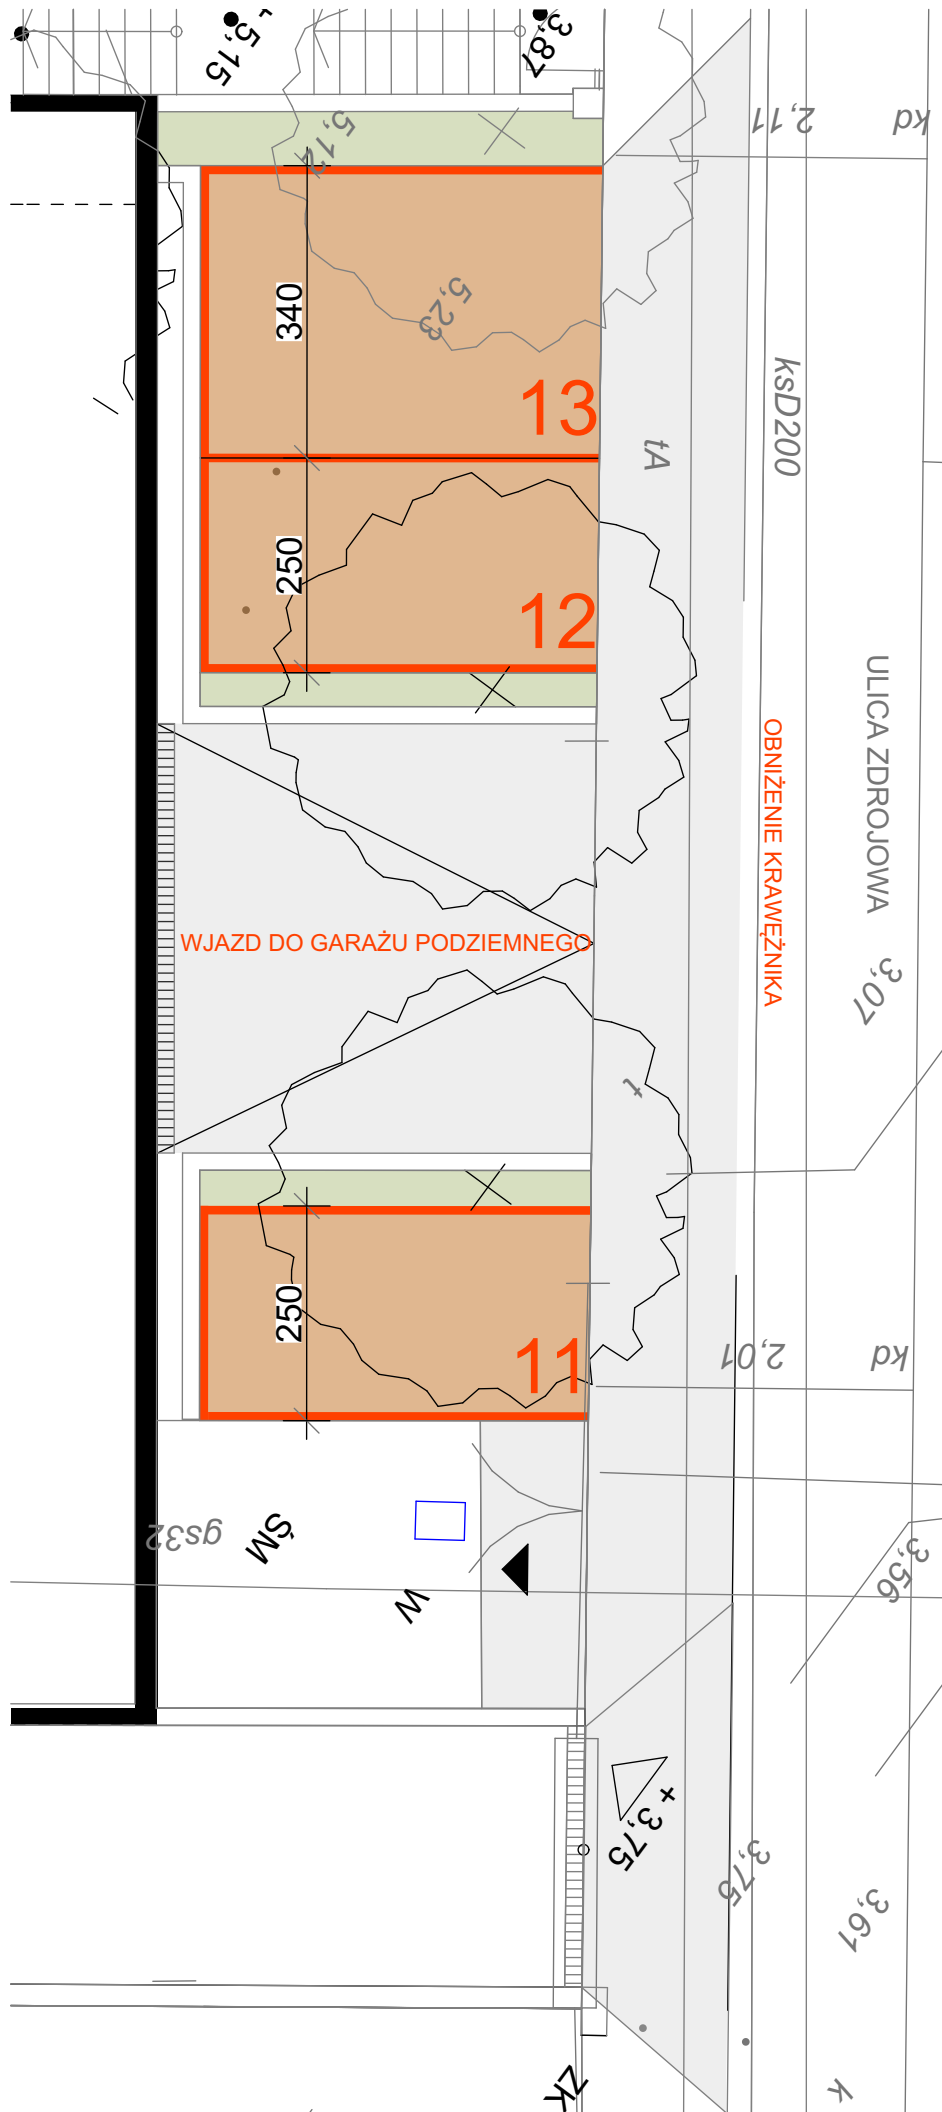 5,15
3,87
5,12
2,11
kd
340
5,23
13
ksD200
tA
250
12
ULICA ZDROJOWA
OBNIŻENIE KRAWĘŻNIKA
WJAZD DO GARAŻU PODZIEMNEGO
3,07
t
250
11
2,01
kd
gs32
ŚM
W
3,56
+ 3,75
3,75
3,61
ZK
k